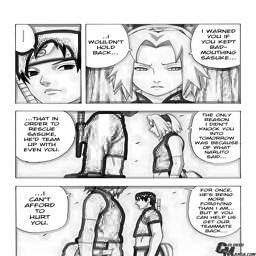 I WARNED
YOU IF YOU
KEPT BAD-
MOUTHING
SASUKE...
...I
WOULDN'T
HOLD
BACK...
THE ONLY
REASON
I DIDN'T
KNOCK YOU
INTO
TOMORROW
WAS BECAUSE
OF WHAT
NARUTO
SAID...
...THAT IN
ORDER TO
RESCUE
SASUKE,
HE'D TEAM
UP WITH
EVEN YOU.
FOR ONCE,
HE'S BEING
MORE
FORGIVING
THAN I AM...
BUT IF YOU
CAN HELP US
GET OUR
TEAMMATE
BACK...
...I
CAN'T
AFFORD
TO HURT
YOU.